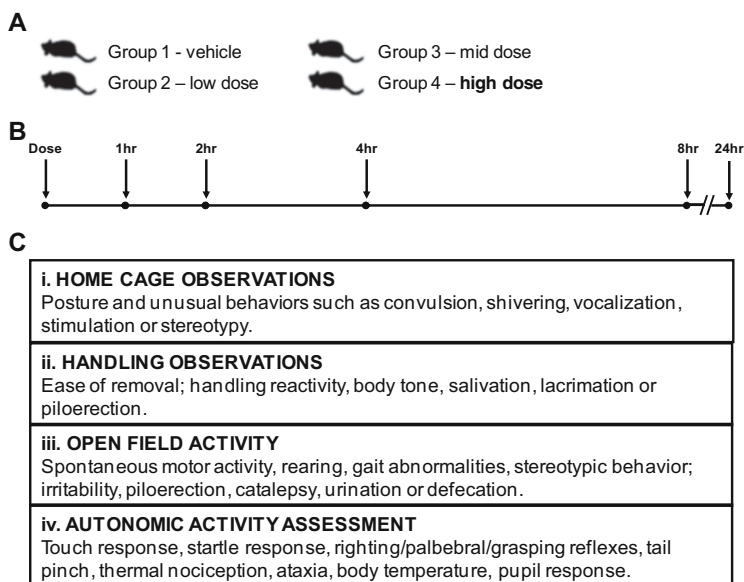 A
Group 1 - vehicle
Group 2 – low dose
Group 3 – mid dose
Group 4 – high dose
B
Dose 1hr 2hr 4hr 8hr 24hr
C
i. HOME CAGE OBSERVATIONS
Posture and unusual behaviors such as convulsion, shivering, vocalization,
stimulation or stereotypy.
ii. HANDLING OBSERVATIONS
Ease of removal; handling reactivity, body tone, salivation, lacrimation or
piloerection.
iii. OPEN FIELD ACTIVITY
Spontaneous motor activity, rearing, gait abnormalities, stereotypic behavior;
irritability, piloerection, catalepsy, urination or defecation.
iv. AUTONOMIC ACTIVITY ASSESSMENT
Touch response, startle response, righting/palbebral/grasping reflexes, tail
pinch, thermal nociception, ataxia, body temperature, pupil response.